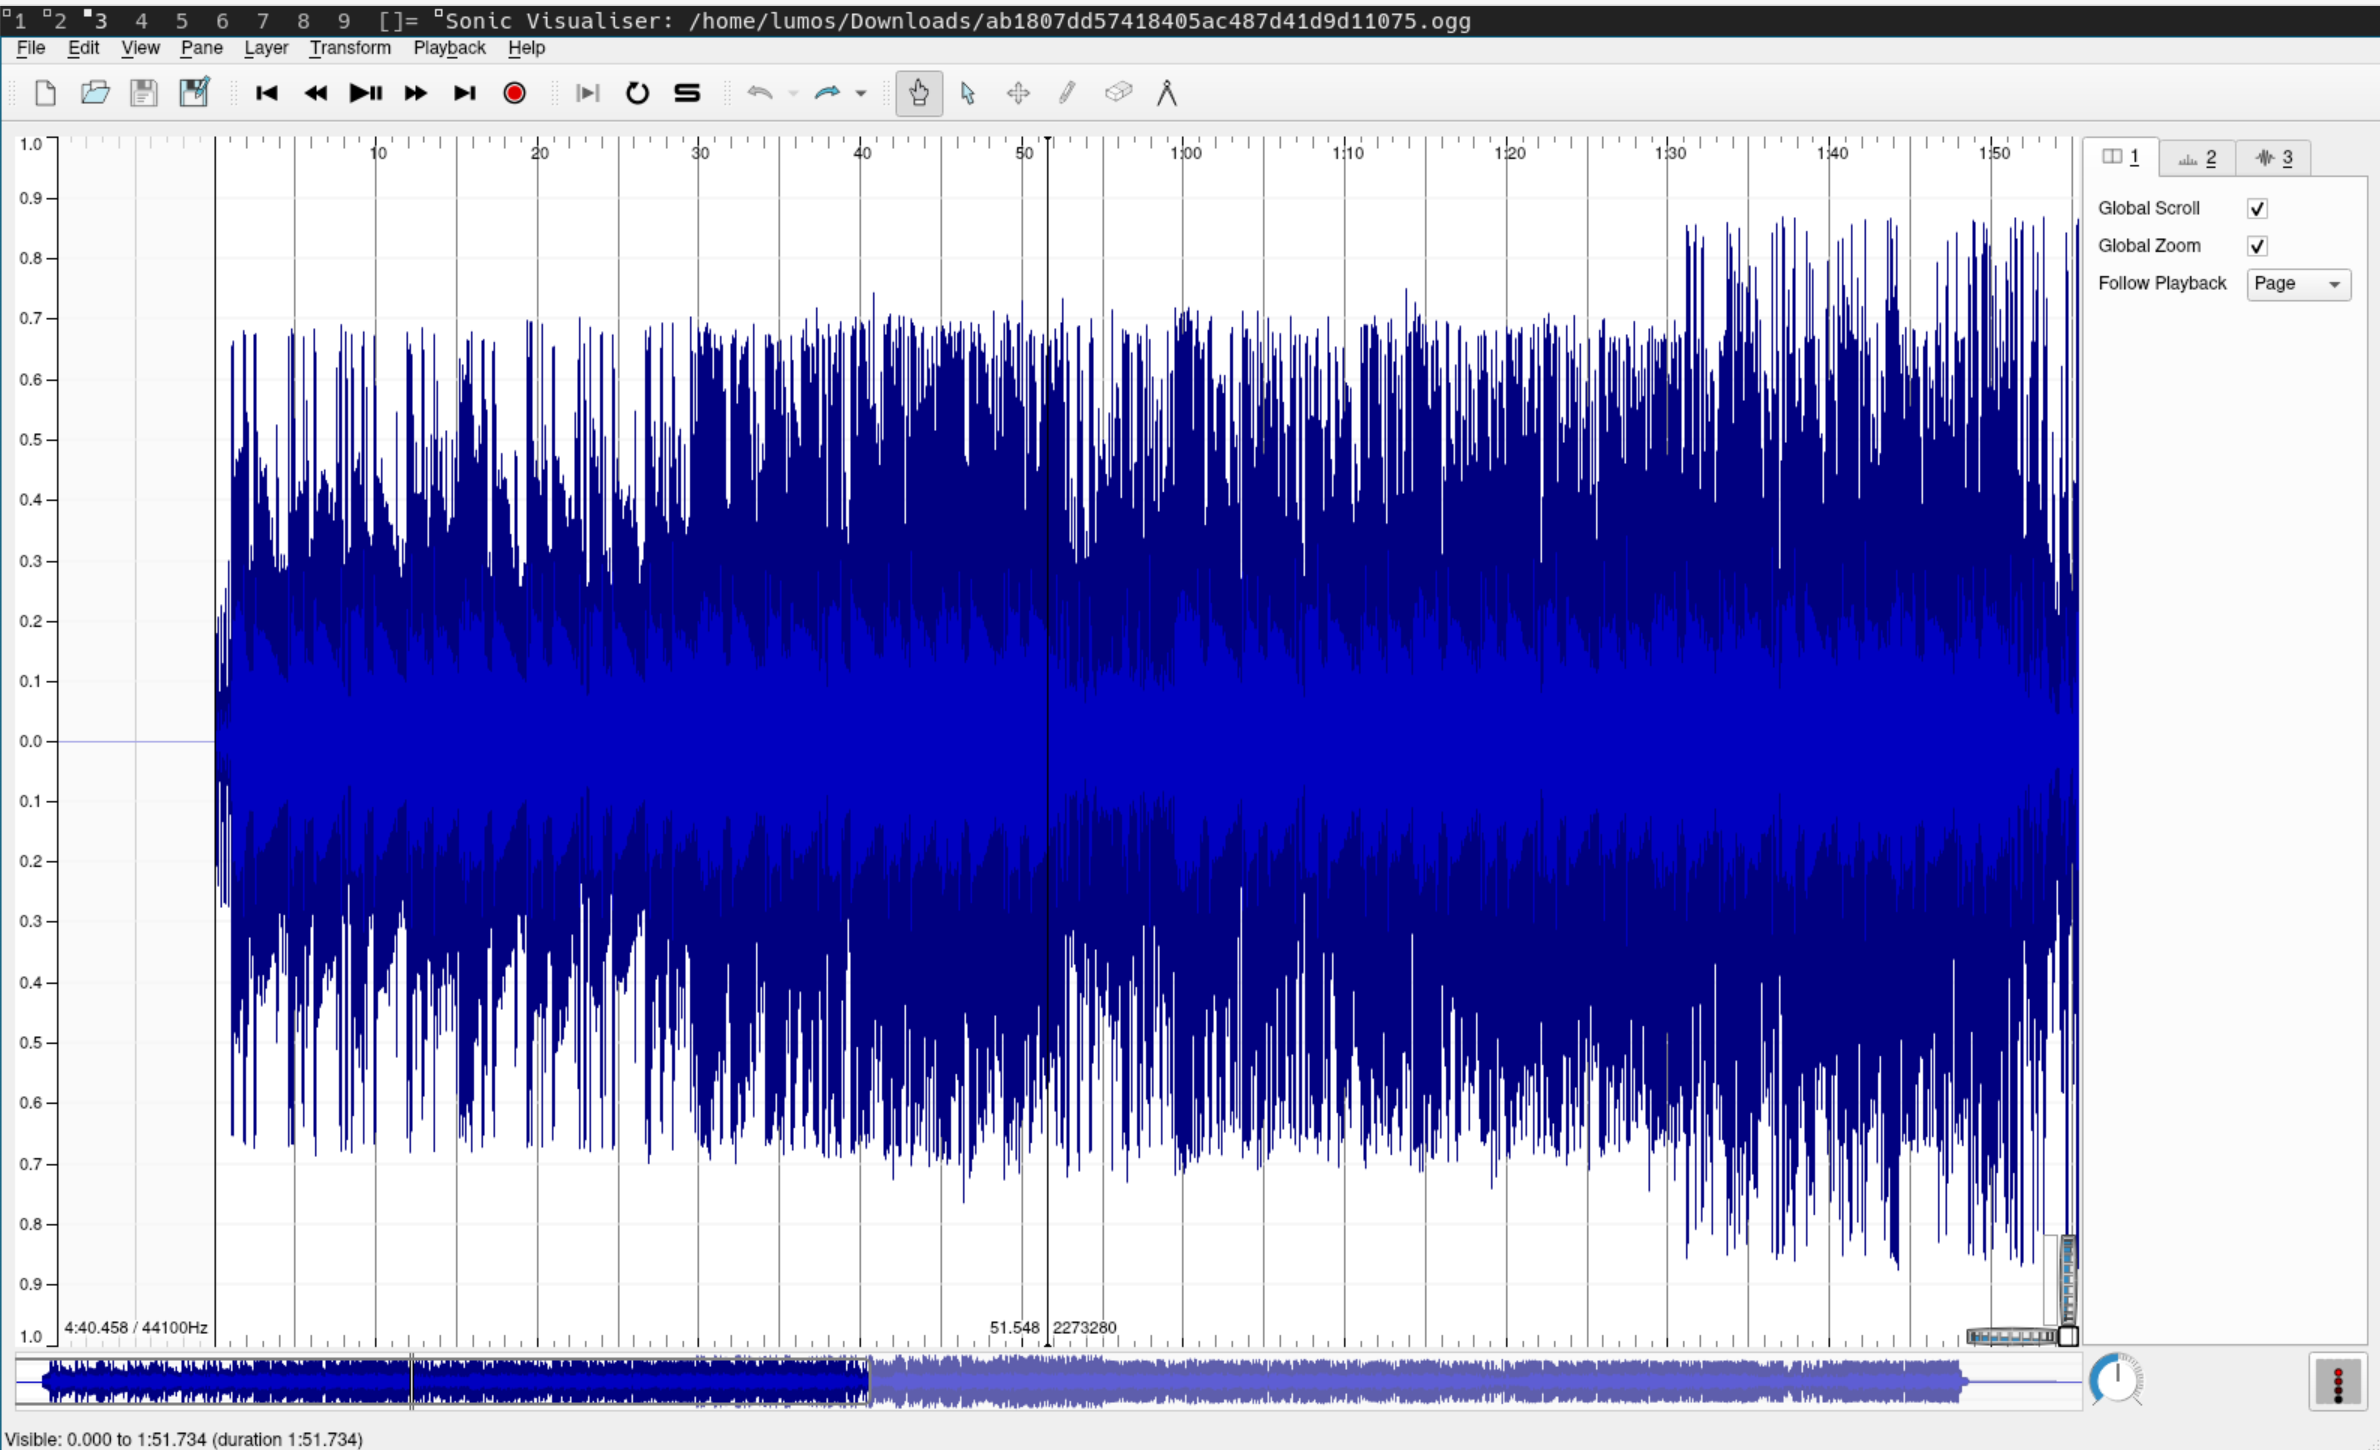 1 2 3 4 5 6 7 8 9 []= Sonic Visualiser: /home/lumos/Downloads/ab1807dd57418405ac487d41d9d11075.ogg
File Edit View Pane Layer Transform Playback Help
1.0 10 20 30 40 50 1:00 1:10 1:20 1:30 1:40 1:50
0.9
0.8
0.7
0.6
0.5
0.4
0.3
0.2
0.1
0.0
0.1
0.2
0.3
0.4
0.5
0.6
0.7
0.8
0.9
1.0
4:40.458 / 44100Hz 51.548 2273280
1 2 3
Global Scroll
Global Zoom
Follow Playback Page
Visible: 0.000 to 1:51.734 (duration 1:51.734)